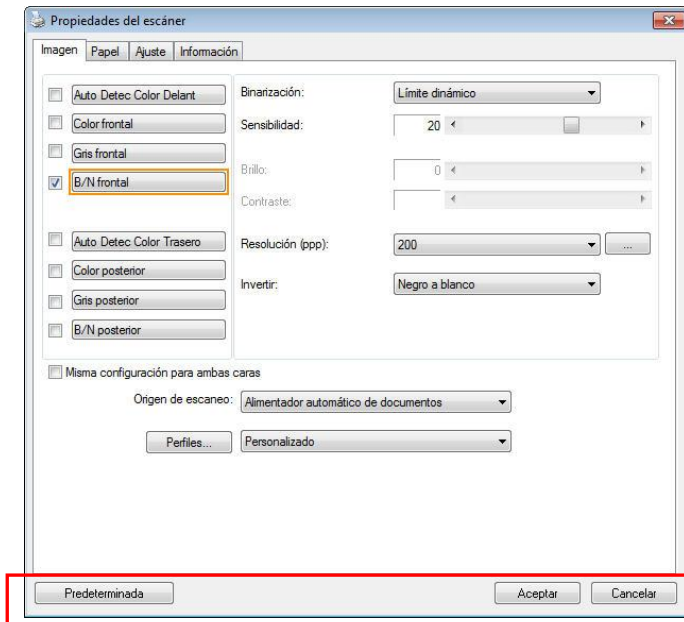 Propiedades del escáner
Imagen Papel Ajuste Información
Auto Detec Color Delant
Color frontal
Gris frontal
B/N frontal
Auto Detec Color Trasero
Color posterior
Gris posterior
B/N posterior
Binarización: Límite dinámico
Sensibilidad: 20
Brillo: 0
Contraste:
Resolución (ppp): 200 ...
Invertir: Negro a blanco
Misma configuración para ambas caras
Origen de escaneo: Alimentador automático de documentos
Perfiles... Personalizado
Predeterminada Aceptar Cancelar